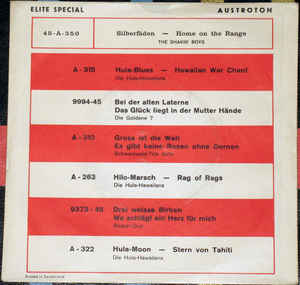 ELITE SPECIAL AUSTROTON
45-A-350 Silberfäden — Home on the Range
THE SHAKIN' BOYS
A - 315 Hula-Blues — Hawaiian War Chant
Die Hula-Hawaiians
9994-45 Bei der alten Laterne
Das Glück liegt in der Mutter Hände
Die Goldene 7
Gross ist die Welt
Es gibt keine Rosen ohne Dornen
A - 263 Hilo-Marsch — Rag of Rags
Die Hula-Hawaiians
9373 - 45 Drei weisse Birken
Wo schlägt ein Herz für mich
A - 322 Hula-Moon — Stern von Tahiti
Die Hula-Hawaiians